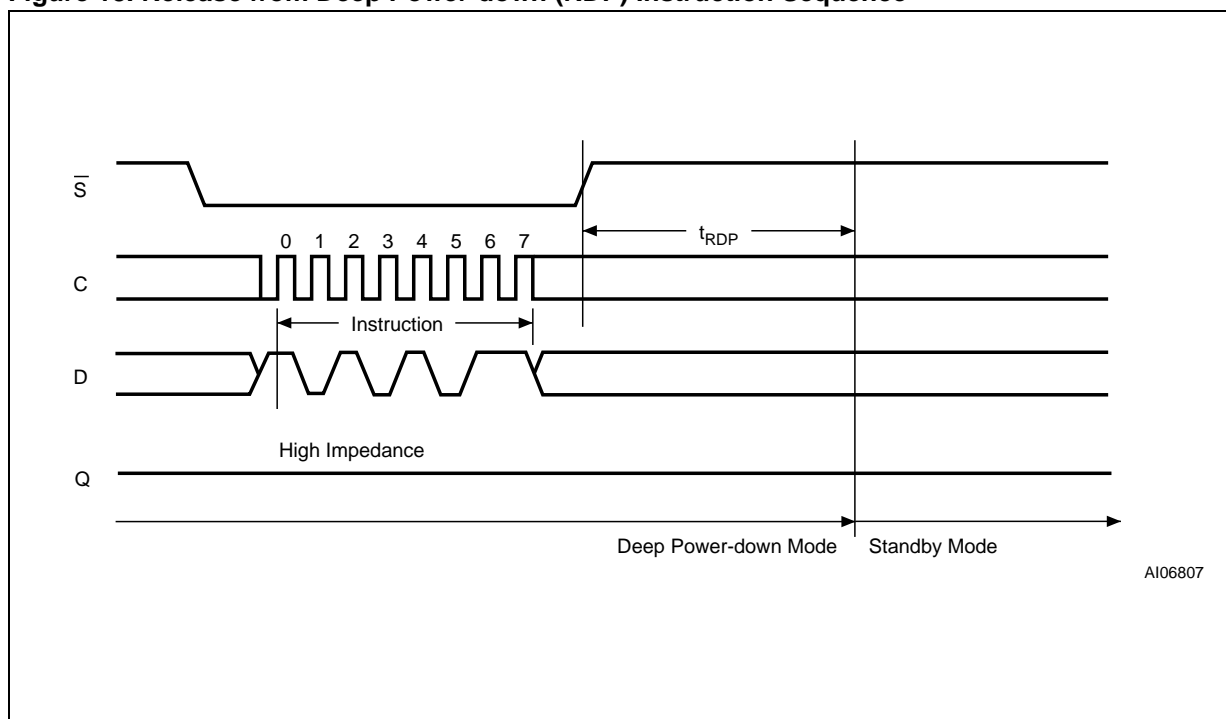 Figure 18. Release from Deep Power-down (RDP) Instruction Sequence
S
0 1 2 3 4 5 6 7
tRDP
C
Instruction
D
High Impedance
Q
Deep Power-down Mode Standby Mode
AI06807